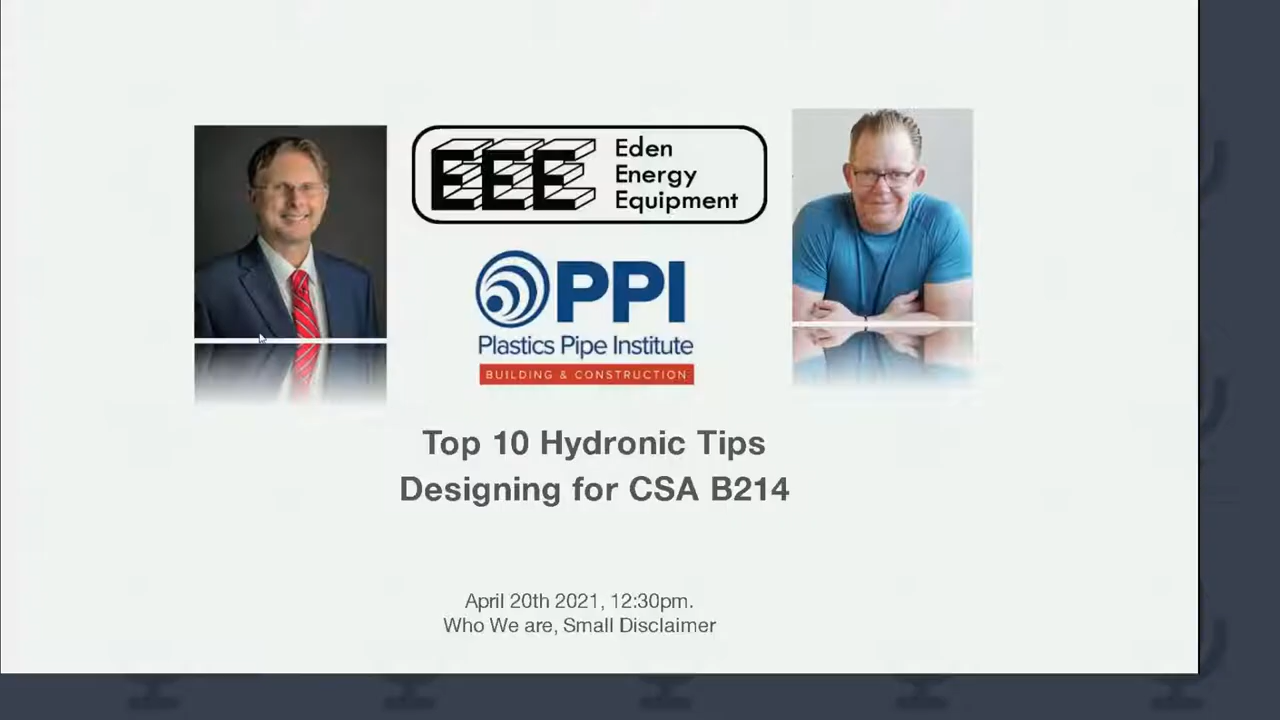 EEE
Eden
Energy
Equipment
PPI
Plastics Pipe Institute
BUILDING & CONSTRUCTION
Top 10 Hydronic Tips
Designing for CSA B214
April 20th 2021, 12:30pm.
Who We are, Small Disclaimer